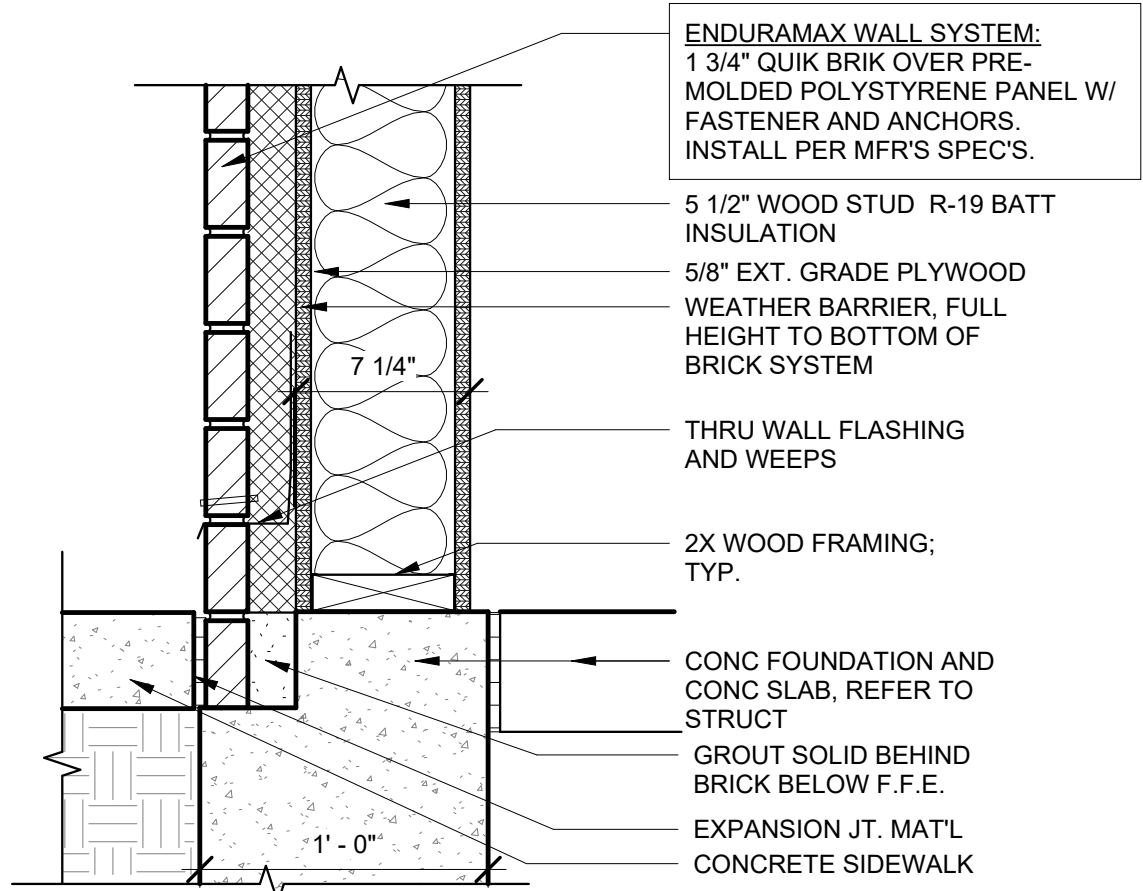 ENDURAMAX WALL SYSTEM:
1 3/4" QUIK BRIK OVER PRE-
MOLDED POLYSTYRENE PANEL W/
FASTENER AND ANCHORS.
INSTALL PER MFR'S SPEC'S.
5 1/2" WOOD STUD R-19 BATT
INSULATION
5/8" EXT. GRADE PLYWOOD
WEATHER BARRIER, FULL
HEIGHT TO BOTTOM OF
BRICK SYSTEM
7 1/4"
THRU WALL FLASHING
AND WEEPS
2X WOOD FRAMING;
TYP.
CONC FOUNDATION AND
CONC SLAB, REFER TO
STRUCT
GROUT SOLID BEHIND
BRICK BELOW F.F.E.
EXPANSION JT. MAT'L
1' - 0"
CONCRETE SIDEWALK